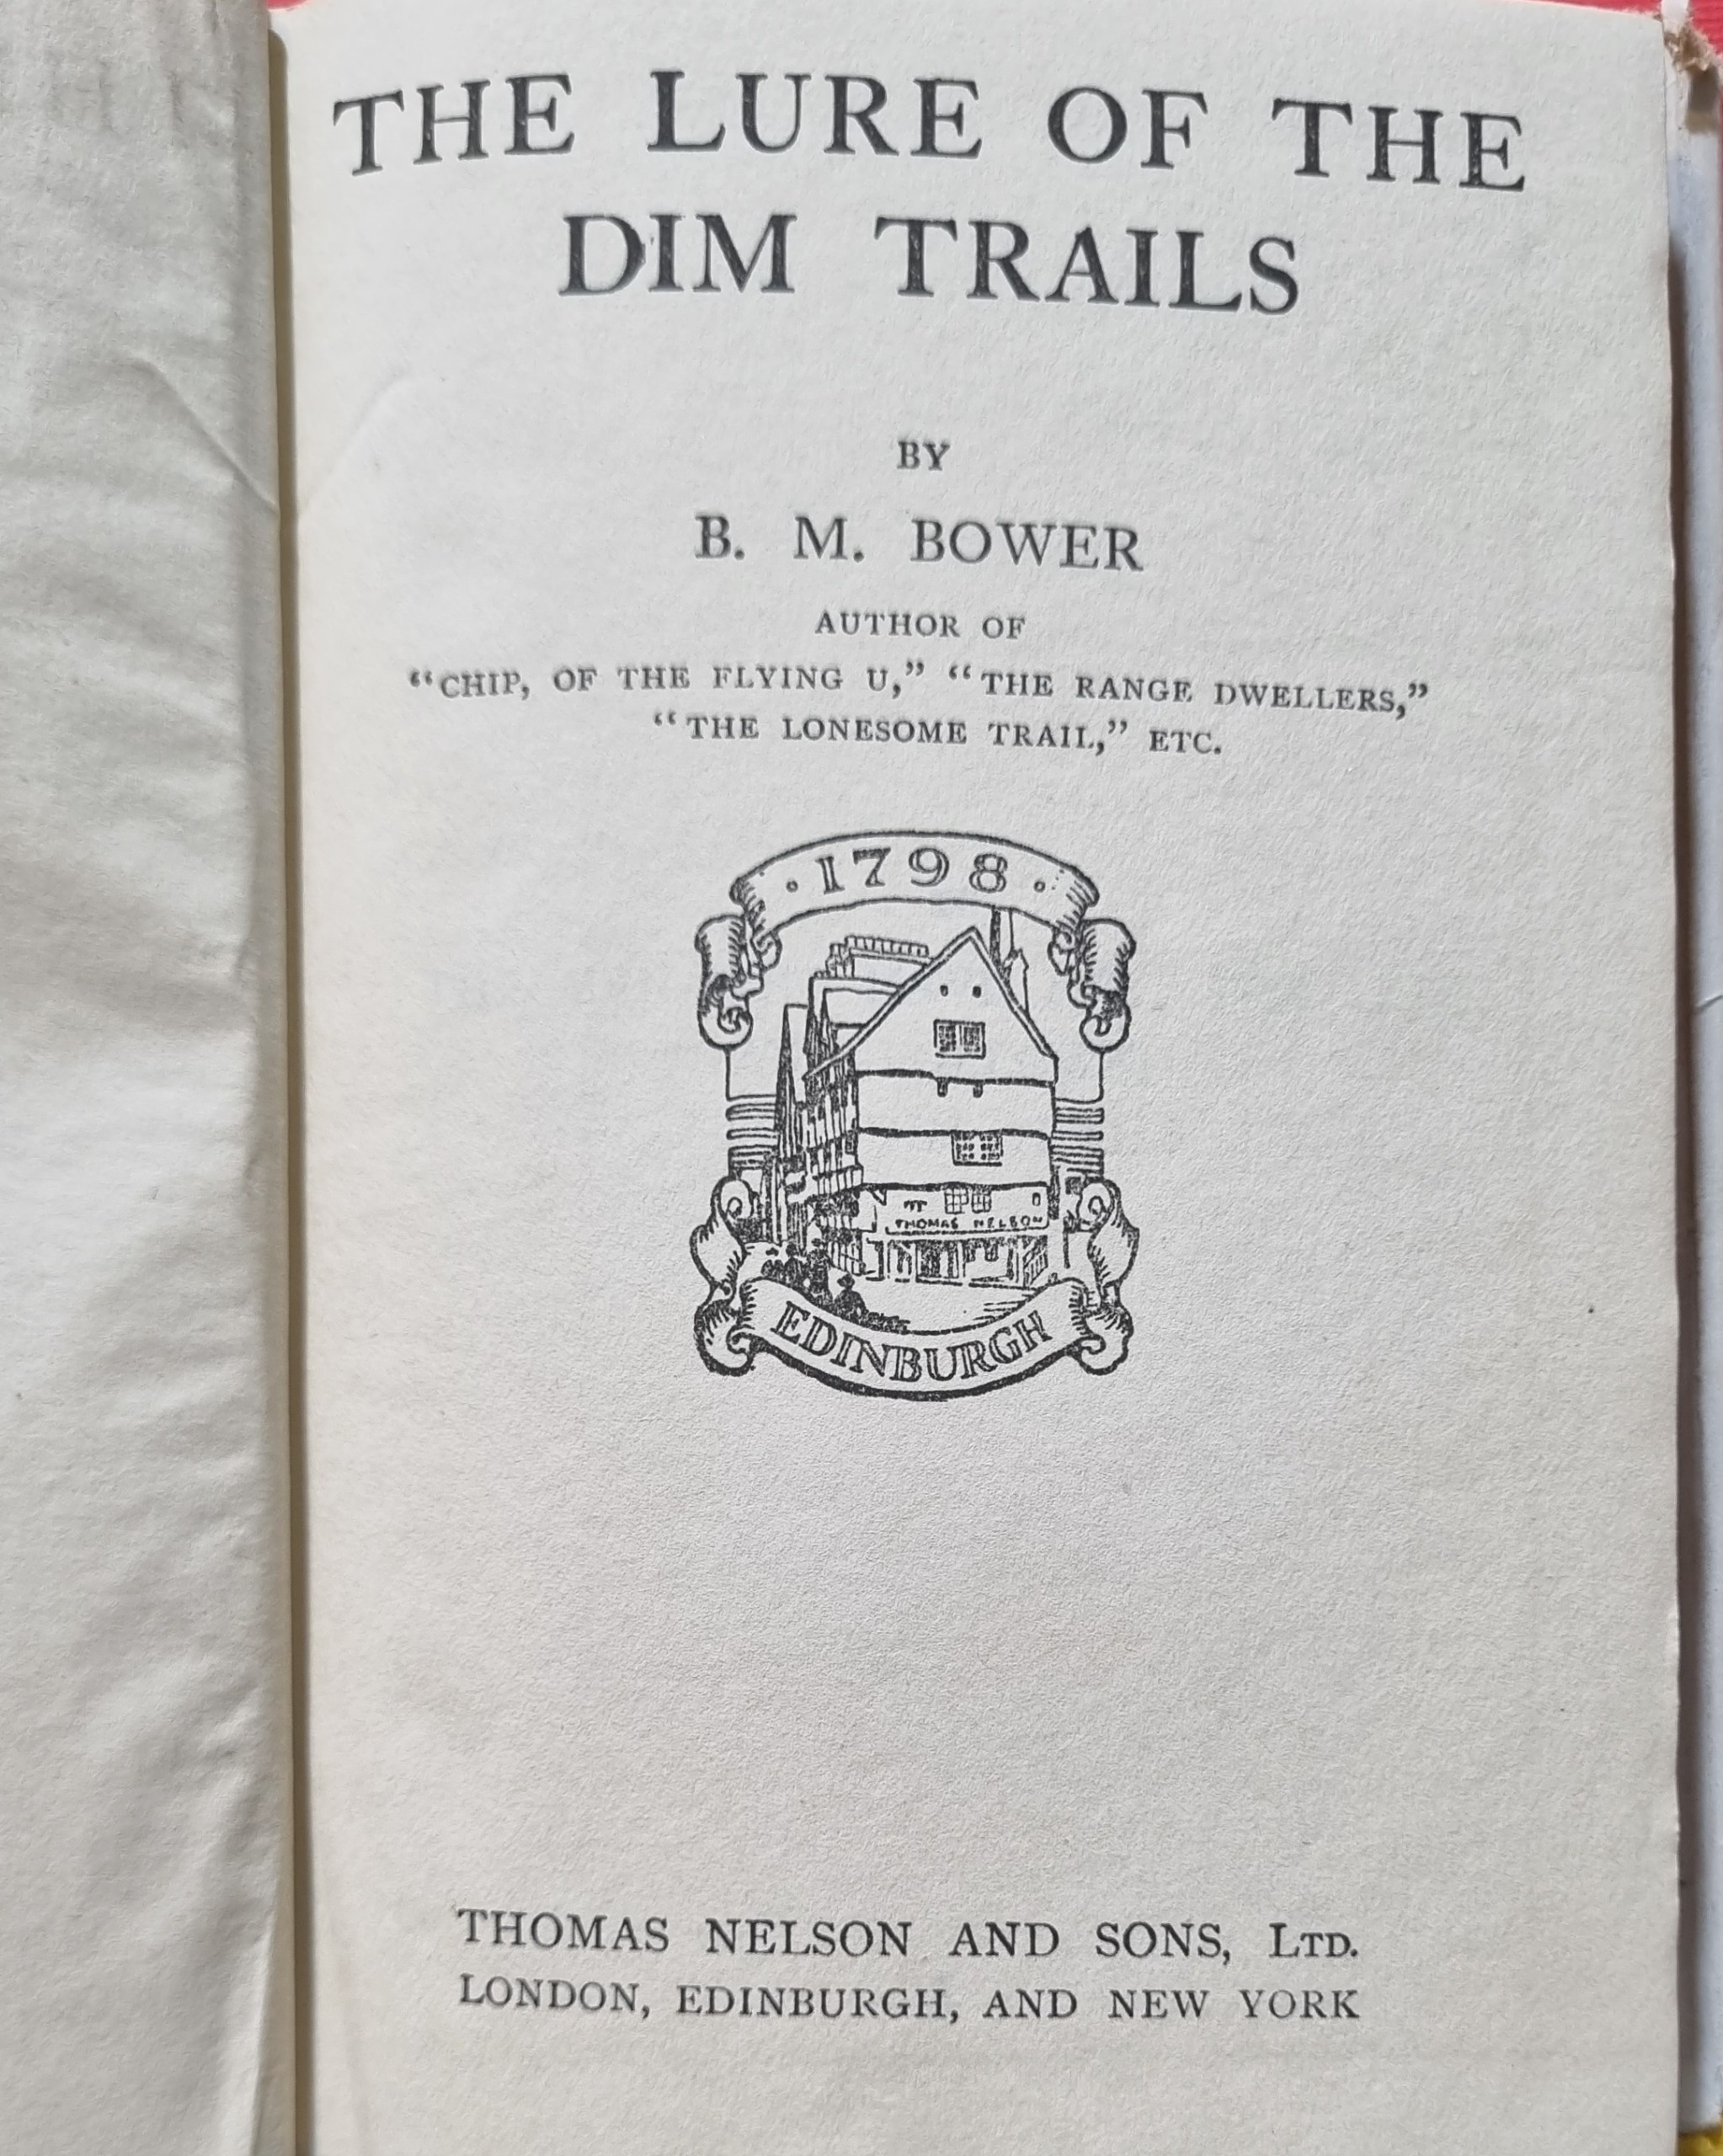 THE LURE OF THE
DIM TRAILS
BY
B. M. BOWER
AUTHOR OF
“CHIP, OF THE FLYING U,” “THE RANGE DWELLERS,”
“THE LONESOME TRAIL,” ETC.
·1798·
THOMAS NELSON
EDINBURGH
THOMAS NELSON AND SONS, LTD.
LONDON, EDINBURGH, AND NEW YORK